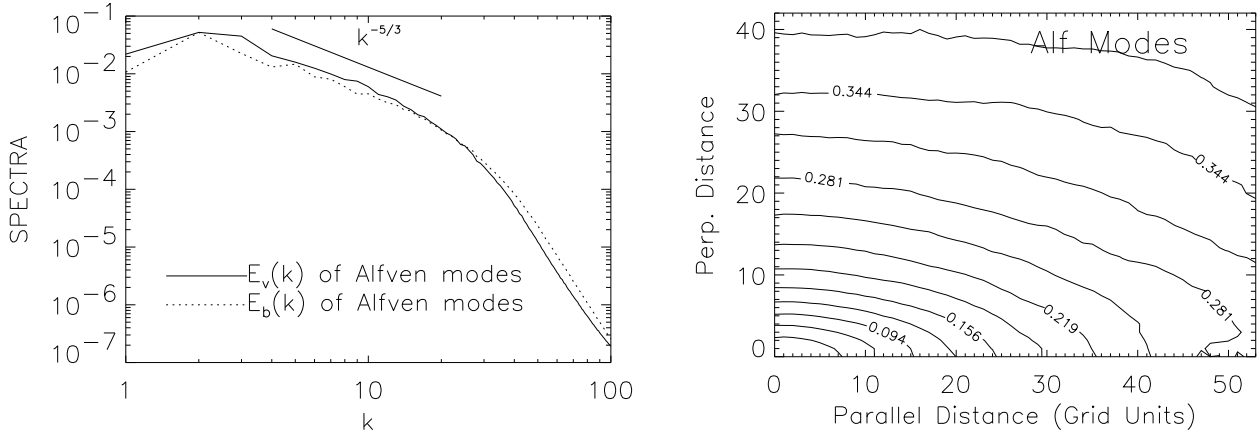 10⁻¹
10⁻²
10⁻³
10⁻⁴
10⁻⁵
10⁻⁶
10⁻⁷
SPECTRA
k⁻⁵/³
E_v(k) of Alfven modes
E_b(k) of Alfven modes
1 10 100
k
40
30
20
10
0
Perp. Distance
Alf Modes
0.344
0.344
0.281
0.281
0.219
0.156
0.094
0 10 20 30 40 50
Parallel Distance (Grid Units)